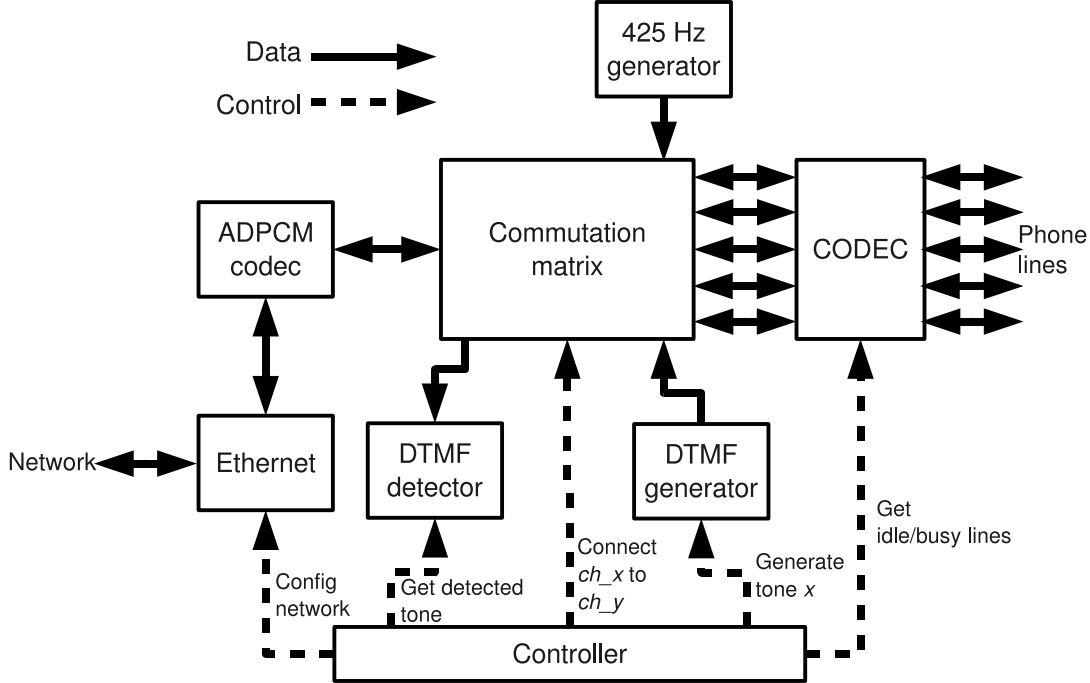 Data
Control
425 Hz
generator
ADPCM
codec
Commutation
matrix
CODEC
Phone
lines
Network
Ethernet
DTMF
detector
DTMF
generator
Get
idle/busy lines
Config
network
Get detected
tone
Connect
ch_x to
ch_y
Generate
tone x
Controller